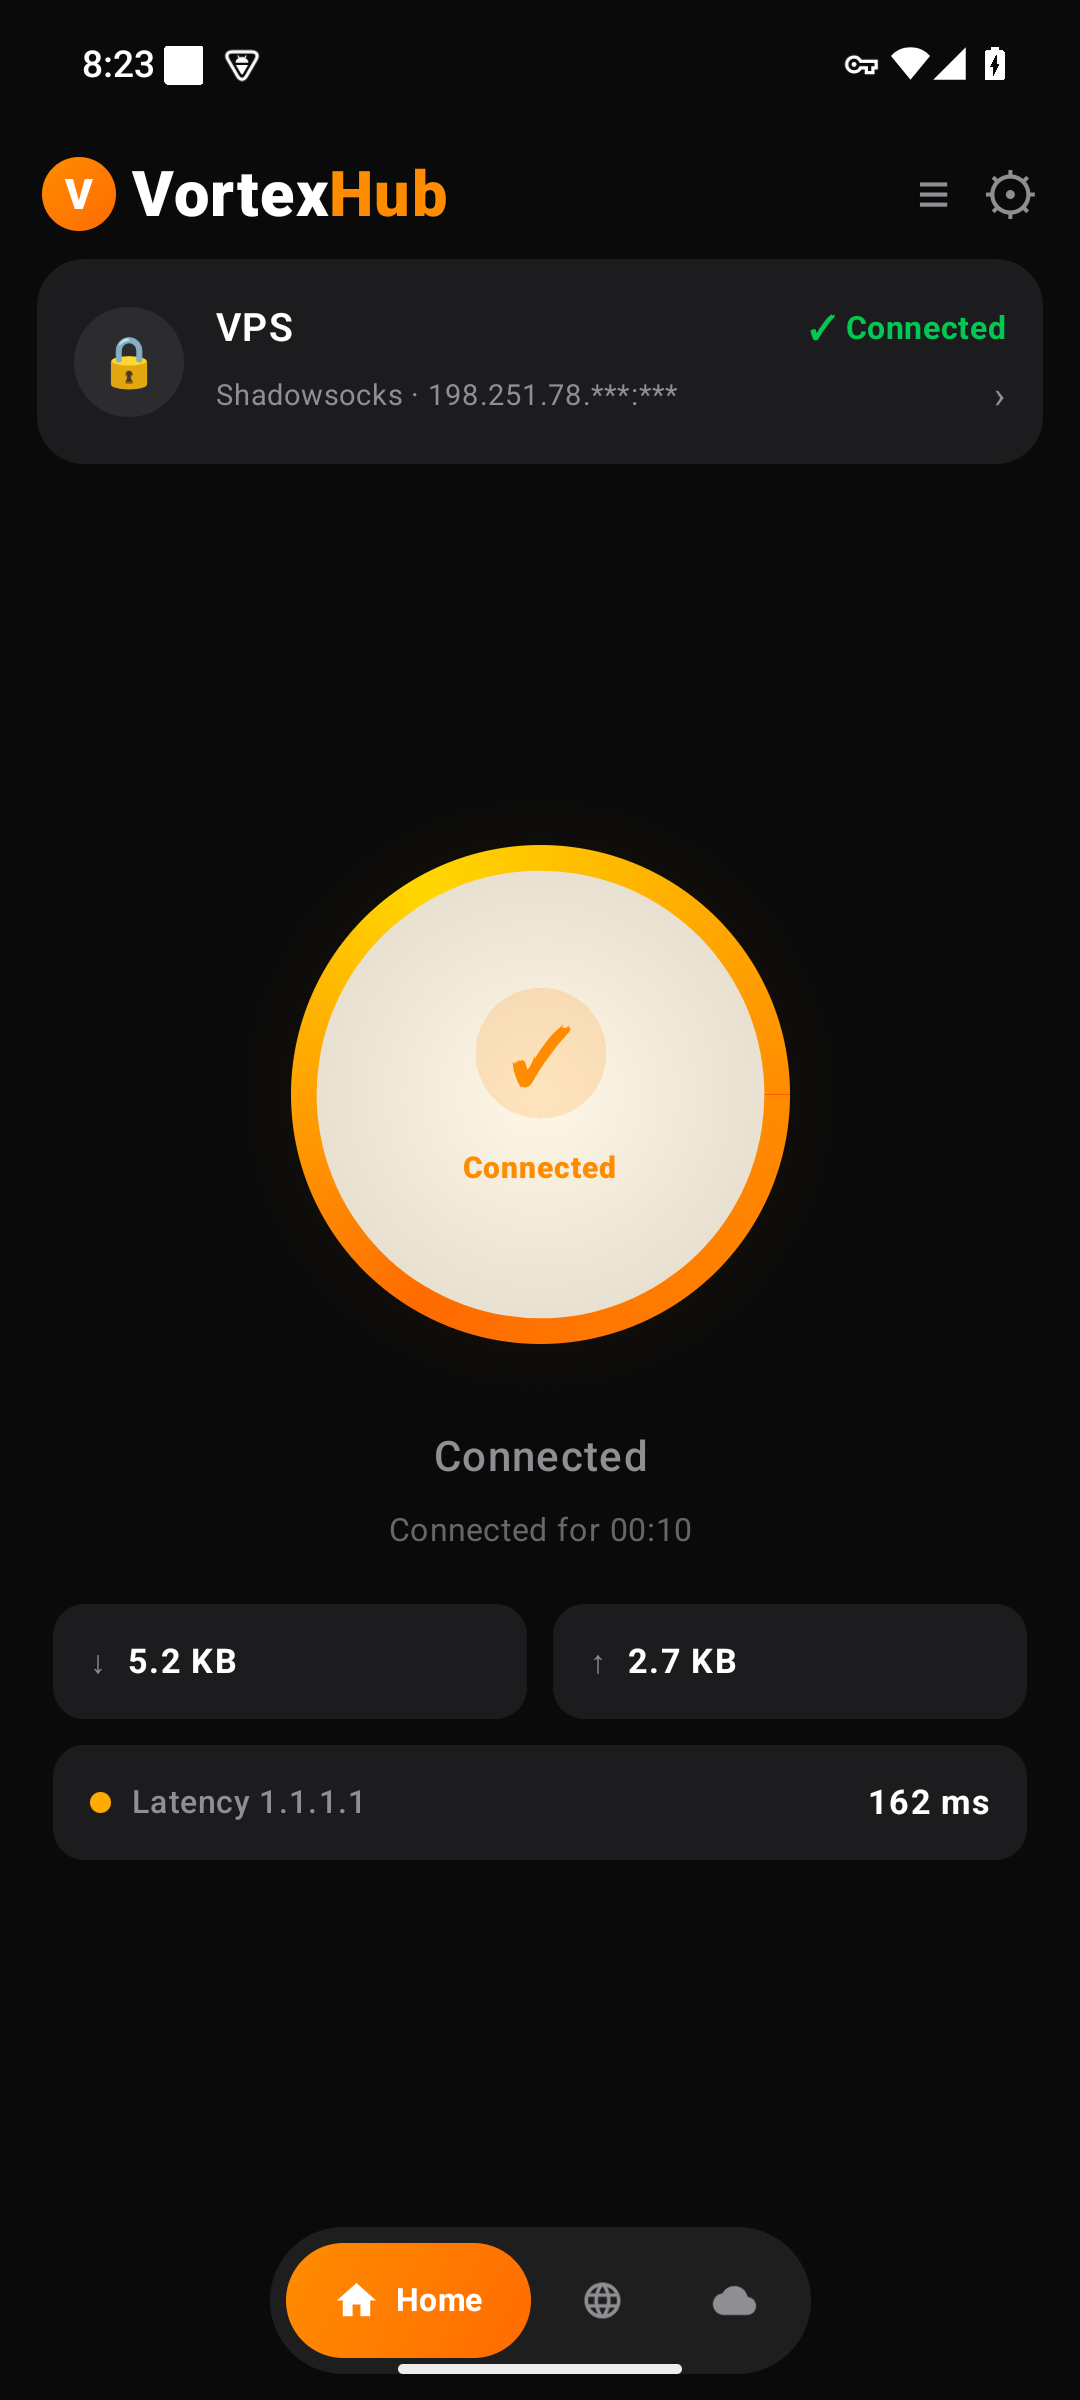 8:23
V VortexHub
VPS
✓ Connected
Shadowsocks · 198.251.78.***:***
›
✓
Connected
Connected
Connected for 00:10
↓ 5.2 KB
↑ 2.7 KB
Latency 1.1.1.1
162 ms
Home